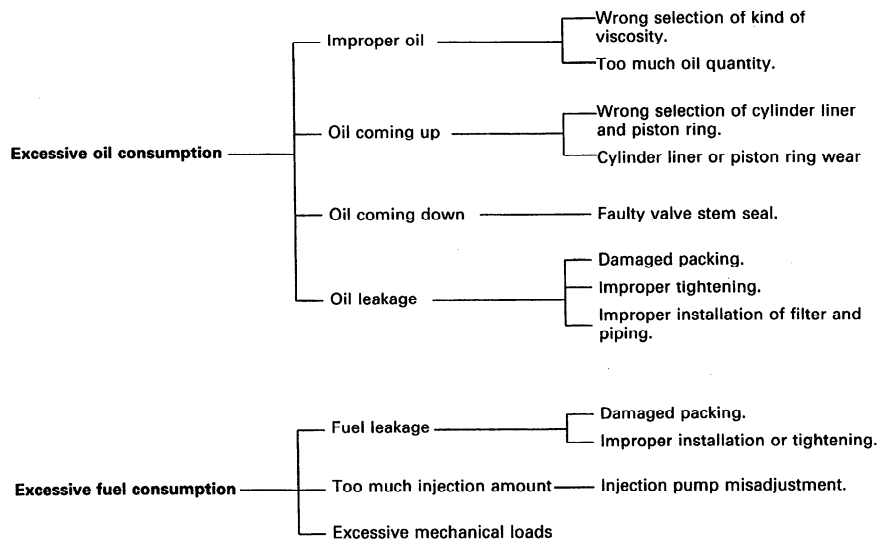 Wrong selection of kind of
viscosity.
Improper oil
Too much oil quantity.
Wrong selection of cylinder liner
and piston ring.
Oil coming up
Cylinder liner or piston ring wear
Excessive oil consumption
Oil coming down
Faulty valve stem seal.
Damaged packing.
Improper tightening.
Oil leakage
Improper installation of filter and
piping.
Damaged packing.
Fuel leakage
Improper installation or tightening.
Excessive fuel consumption
Too much injection amount
Injection pump misadjustment.
Excessive mechanical loads